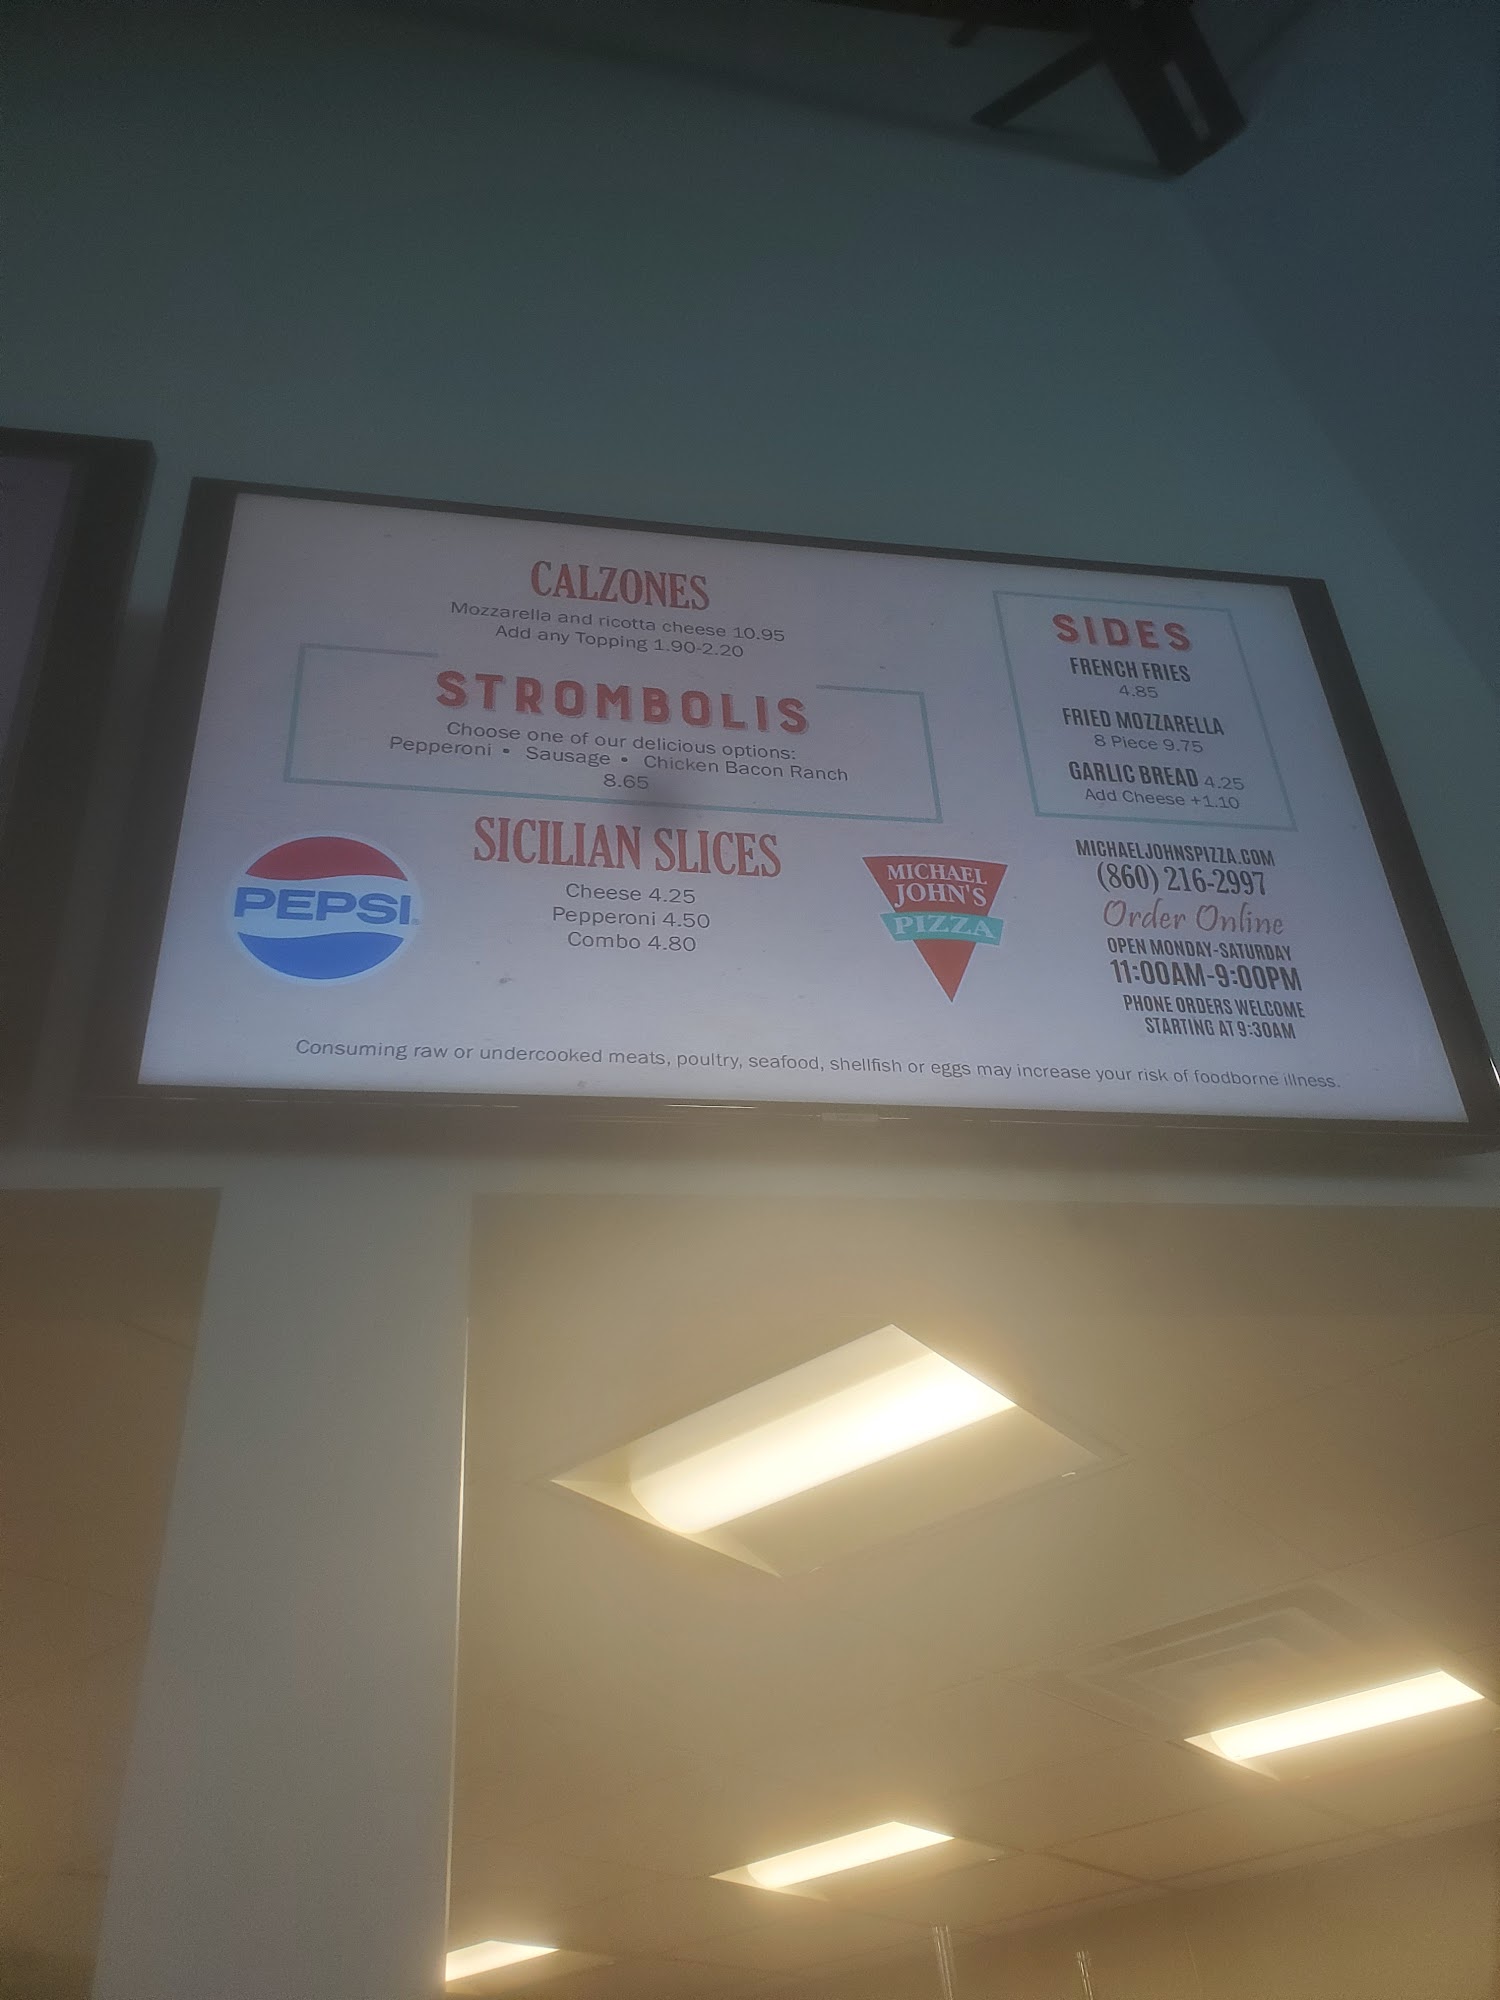 CALZONES
Mozzarella and ricotta cheese 10.95
Add any Topping 1.90-2.20
STROMBOLIS
Choose one of our delicious options:
Pepperoni • Sausage • Chicken Bacon Ranch
8.65
SICILIAN SLICES
Cheese 4.25
Pepperoni 4.50
Combo 4.80
PEPSI
MICHAEL
JOHN'S
PIZZA
SIDES
FRENCH FRIES
4.85
FRIED MOZZARELLA
8 Piece 9.75
GARLIC BREAD 4.25
Add Cheese +1.10
MICHAELJOHNSPIZZA.COM
(860) 216-2997
Order Online
OPEN MONDAY-SATURDAY
11:00AM-9:00PM
PHONE ORDERS WELCOME
STARTING AT 9:30AM
Consuming raw or undercooked meats, poultry, seafood, shellfish or eggs may increase your risk of foodborne illness.